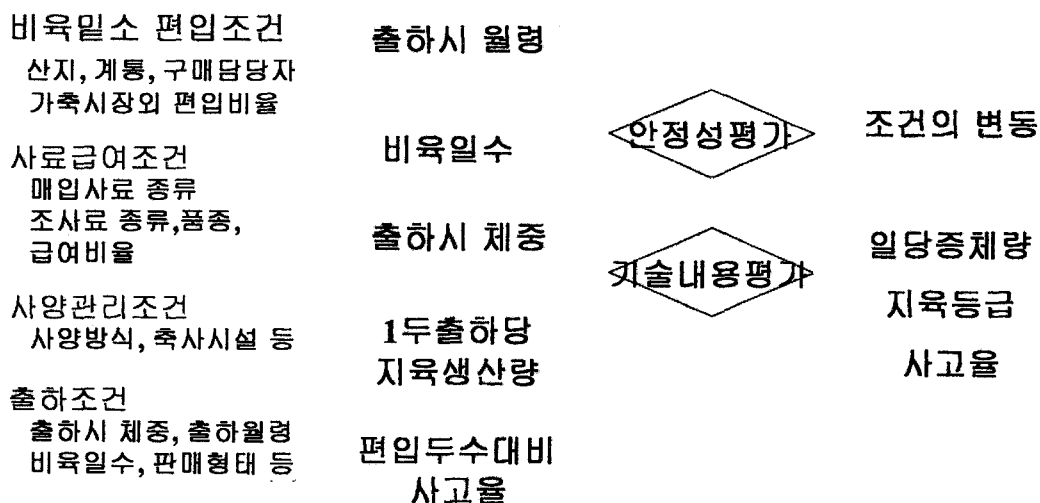 비육밑소 편입조건
산지, 계통, 구매담당자
가축시장외 편입비율
사료급여조건
매입사료 종류
조사료 종류,품종,
급여비율
사양관리조건
사양방식, 축사시설 등
출하조건
출하시 체중, 출하월령
비육일수, 판매형태 등
출하시 월령
비육일수
출하시 체중
1두출하당
지육생산량
편입두수대비
사고율
안정성평가
기술내용평가
조건의 변동
일당증체량
지육등급
사고율